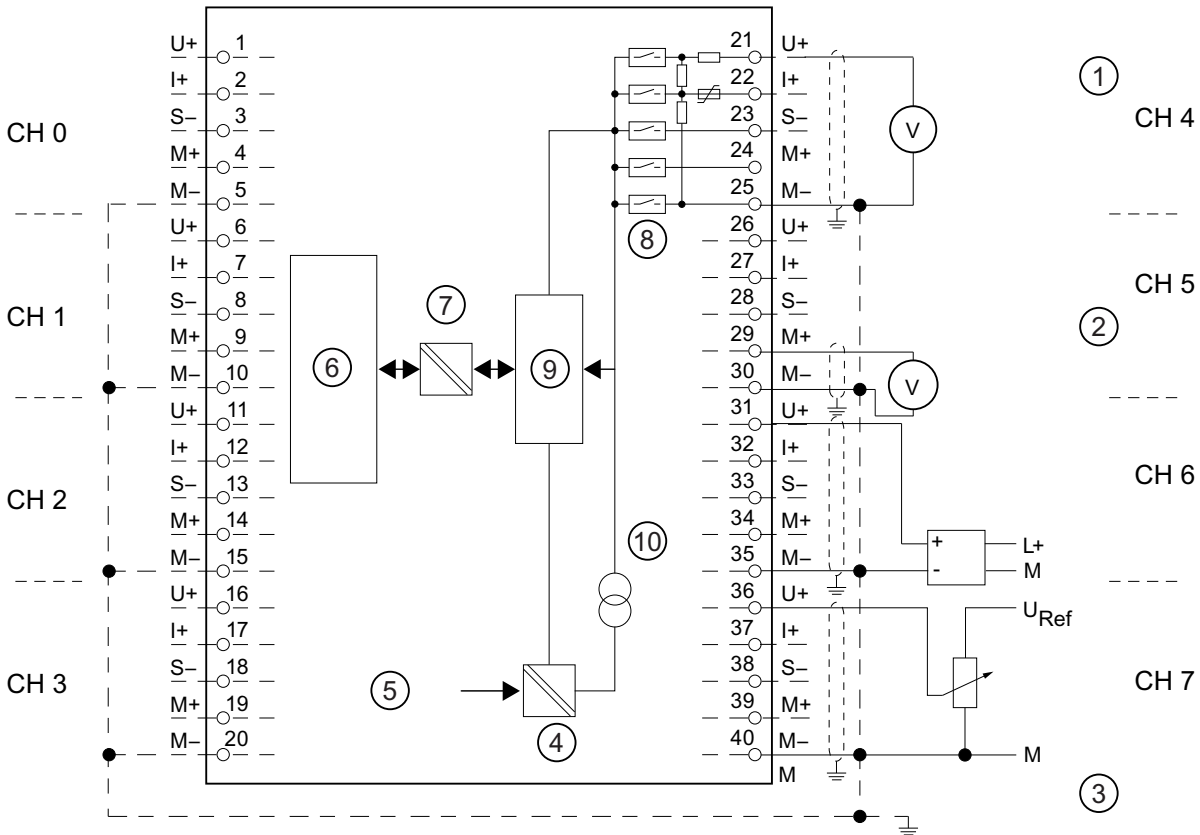 CH 0
U+ 1
I+ 2
S– 3
M+ 4
M– 5
CH 1
U+ 6
I+ 7
S– 8
M+ 9
M– 10
CH 2
U+ 11
I+ 12
S– 13
M+ 14
M– 15
CH 3
U+ 16
I+ 17
S– 18
M+ 19
M– 20
6
7
9
8
10
5
4
21 U+
22 I+
23 S–
24 M+
25 M–
V
1
CH 4
26 U+
27 I+
28 S–
29 M+
30 M–
V
CH 5
2
31 U+
32 I+
33 S–
34 M+
35 M–
+
-
L+
M
CH 6
36 U+
37 I+
38 S–
39 M+
40 M–
M
URef
M
CH 7
3